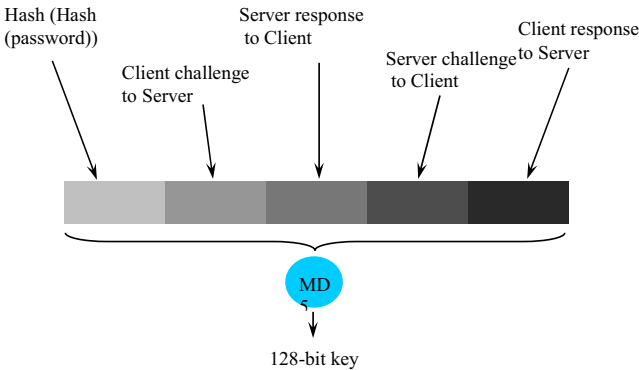 Hash (Hash
(password))
Client challenge
to Server
Server response
to Client
Server challenge
to Client
Client response
to Server
MD
5
128-bit key